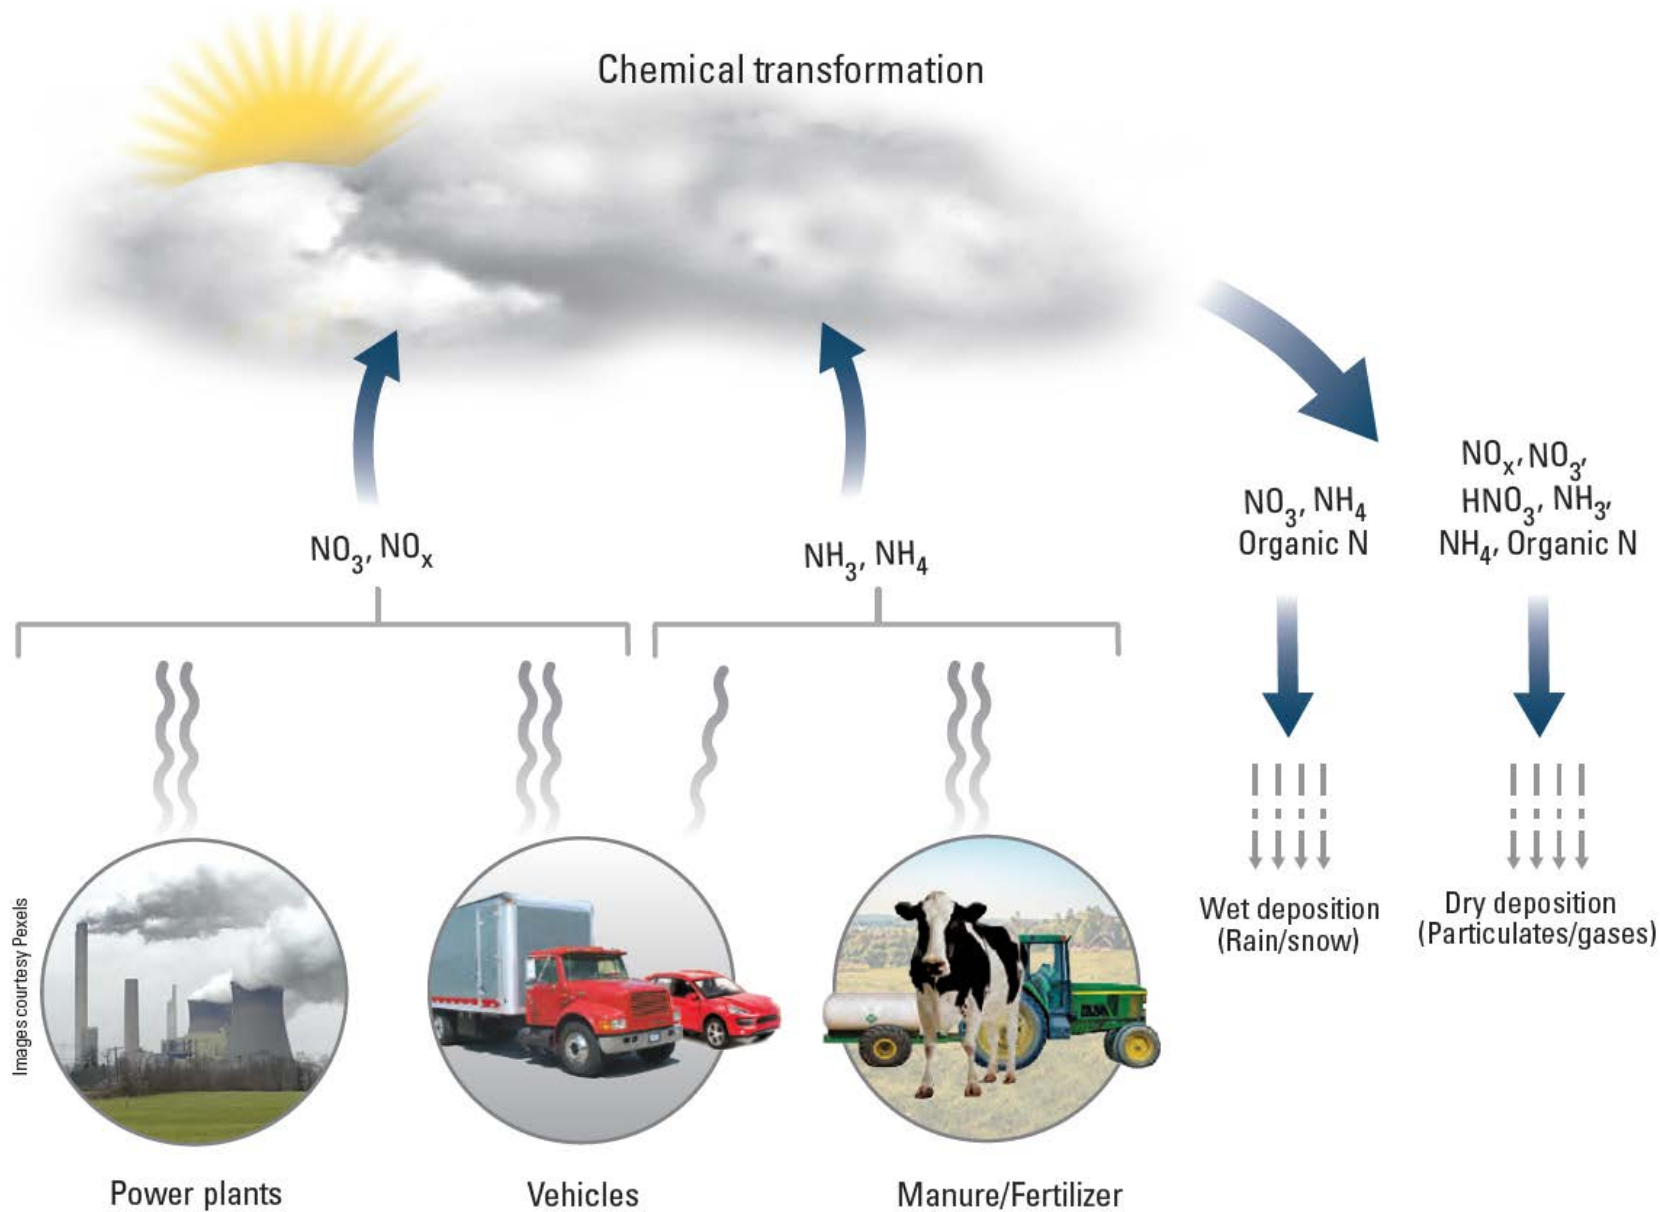 Chemical transformation
NOₓ, NO₃,
NO₃, NH₄
HNO₃, NH₃,
Organic N
NH₄, Organic N
NO₃, NOₓ
NH₃, NH₄
Wet deposition
(Rain/snow)
Dry deposition
(Particulates/gases)
Images courtesy Pexels
Power plants
Vehicles
Manure/Fertilizer